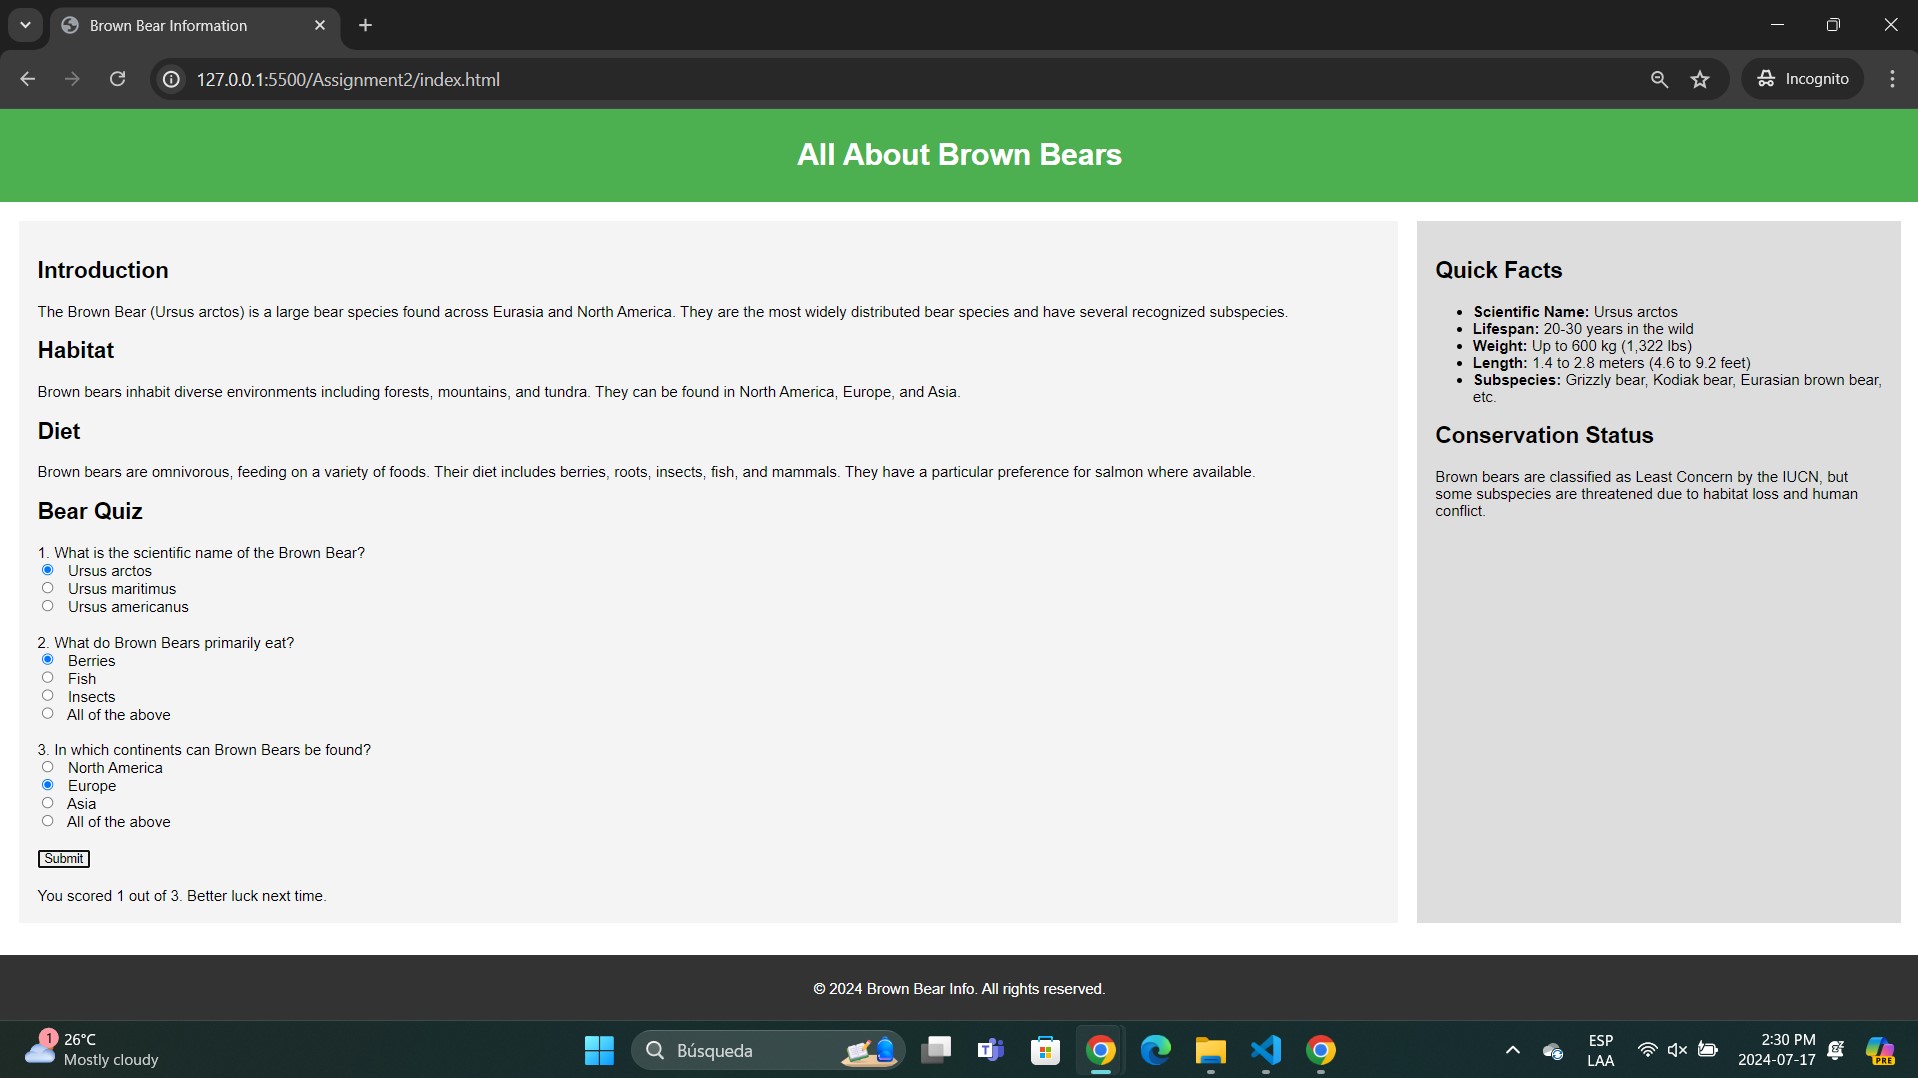 Brown Bear Information
127.0.0.1:5500/Assignment2/index.html
Incognito
All About Brown Bears
Introduction
The Brown Bear (Ursus arctos) is a large bear species found across Eurasia and North America. They are the most widely distributed bear species and have several recognized subspecies.
Habitat
Brown bears inhabit diverse environments including forests, mountains, and tundra. They can be found in North America, Europe, and Asia.
Diet
Brown bears are omnivorous, feeding on a variety of foods. Their diet includes berries, roots, insects, fish, and mammals. They have a particular preference for salmon where available.
Bear Quiz
1. What is the scientific name of the Brown Bear?
Ursus arctos
Ursus maritimus
Ursus americanus
2. What do Brown Bears primarily eat?
Berries
Fish
Insects
All of the above
3. In which continents can Brown Bears be found?
North America
Europe
Asia
All of the above
Submit
You scored 1 out of 3. Better luck next time.
Quick Facts
Scientific Name: Ursus arctos
Lifespan: 20-30 years in the wild
Weight: Up to 600 kg (1,322 lbs)
Length: 1.4 to 2.8 meters (4.6 to 9.2 feet)
Subspecies: Grizzly bear, Kodiak bear, Eurasian brown bear,
etc.
Conservation Status
Brown bears are classified as Least Concern by the IUCN, but
some subspecies are threatened due to habitat loss and human
conflict.
© 2024 Brown Bear Info. All rights reserved.
1
26°C
Mostly cloudy
Búsqueda
ESP
LAA
2:30 PM
2024-07-17
PRE